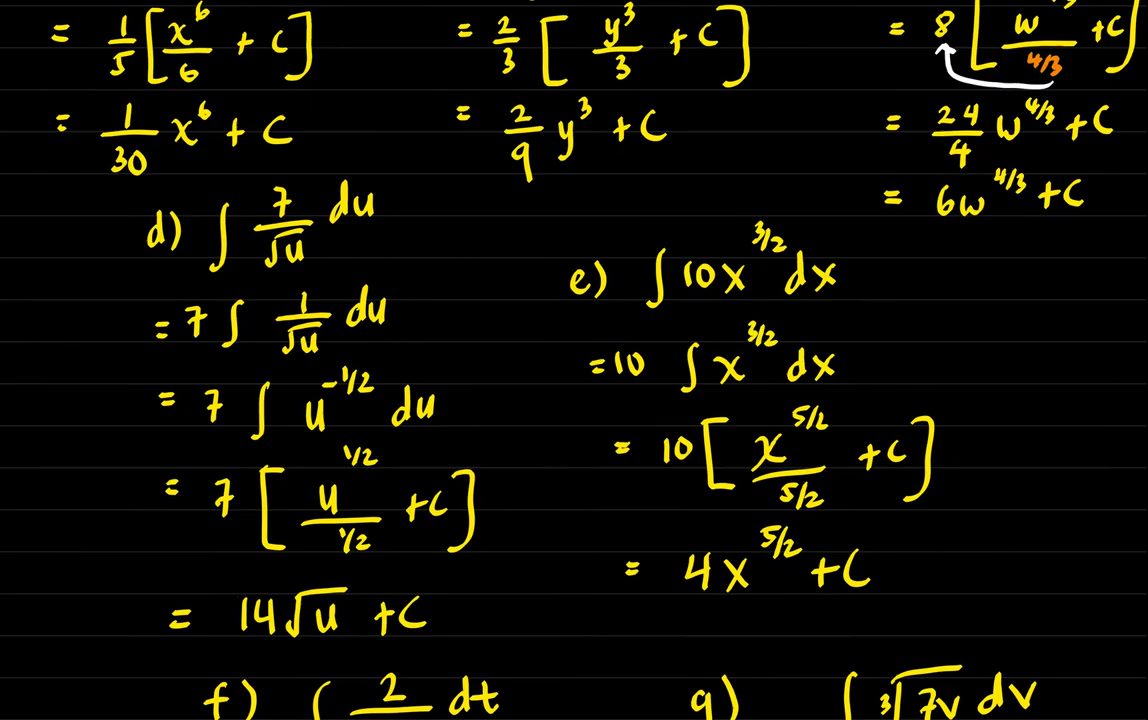 = 1/5 [x^6/6 + C]
= 1/30 x^6 + C
= 2/3 [y^3/3 + C]
= 2/9 y^3 + C
= 8 [w/(4/3) + C]
= 24/4 w^(4/3) + C
= 6w^(4/3) + C
d) ∫ 7/√u du
= 7 ∫ 1/√u du
= 7 ∫ u^(-1/2) du
= 7 [u^(1/2)/(1/2) + C]
= 14√u + C
e) ∫ 10x^(3/2) dx
= 10 ∫ x^(3/2) dx
= 10 [x^(5/2)/(5/2) + C]
= 4x^(5/2) + C
f) ∫ 2/ dt
g) ∫ ∛7v dv